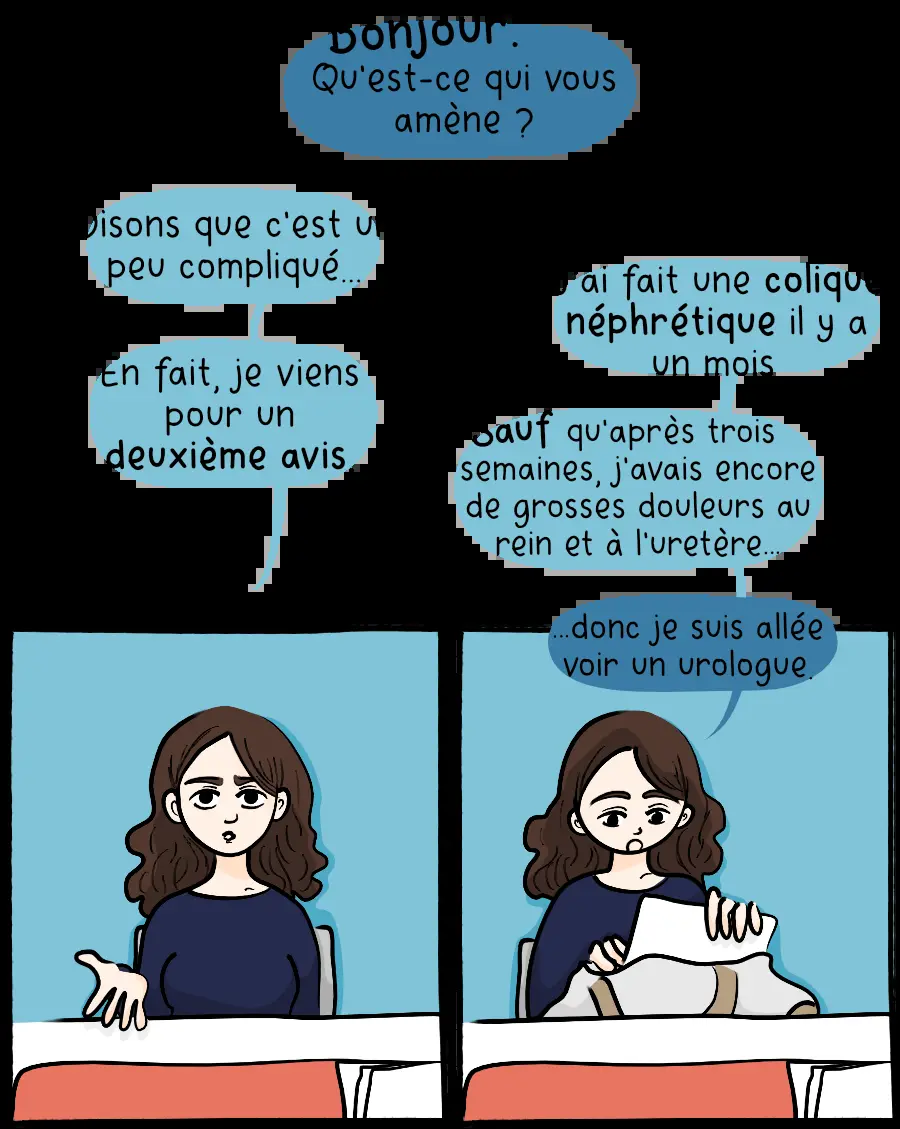 Bonjour.
Qu'est-ce qui vous
amène ?
Disons que c'est un
peu compliqué...
En fait, je viens
pour un
deuxième avis.
J'ai fait une colique
néphrétique il y a
un mois
Sauf qu'après trois
semaines, j'avais encore
de grosses douleurs au
rein et à l'uretère...
...donc je suis allée
voir un urologue.